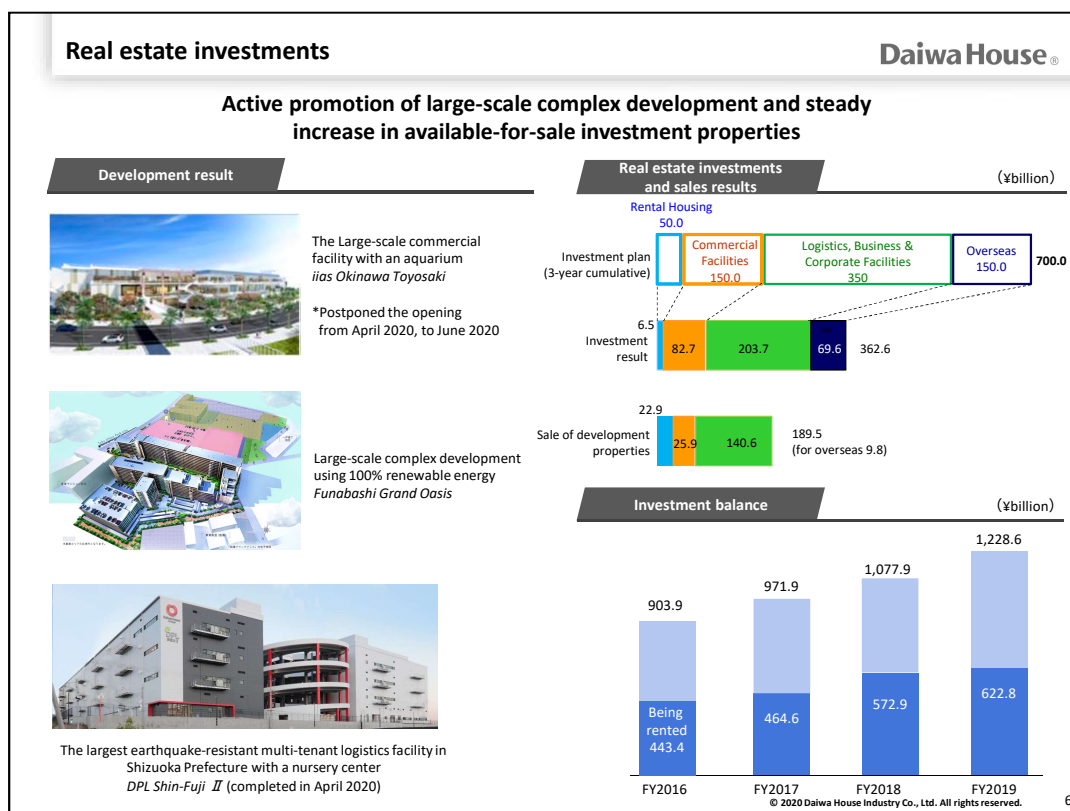 Real estate investments
Daiwa House ®
Active promotion of large-scale complex development and steady
increase in available-for-sale investment properties
Development result
The Large-scale commercial
facility with an aquarium
iias Okinawa Toyosaki
*Postponed the opening
from April 2020, to June 2020
Large-scale complex development
using 100% renewable energy
Funabashi Grand Oasis
The largest earthquake-resistant multi-tenant logistics facility in
Shizuoka Prefecture with a nursery center
DPL Shin-Fuji Ⅱ (completed in April 2020)
Real estate investments
and sales results
(¥billion)
Rental Housing
50.0
Investment plan
(3-year cumulative)
Commercial
Facilities
150.0
Logistics, Business &
Corporate Facilities
350
Overseas
150.0
700.0
6.5
Investment
result
82.7
203.7
69.6
362.6
22.9
Sale of development
properties
25.9
140.6
189.5
(for overseas 9.8)
Investment balance
(¥billion)
903.9
971.9
1,077.9
1,228.6
Being
rented
443.4
464.6
572.9
622.8
FY2016
FY2017
FY2018
FY2019
© 2020 Daiwa House Industry Co., Ltd. All rights reserved.
6